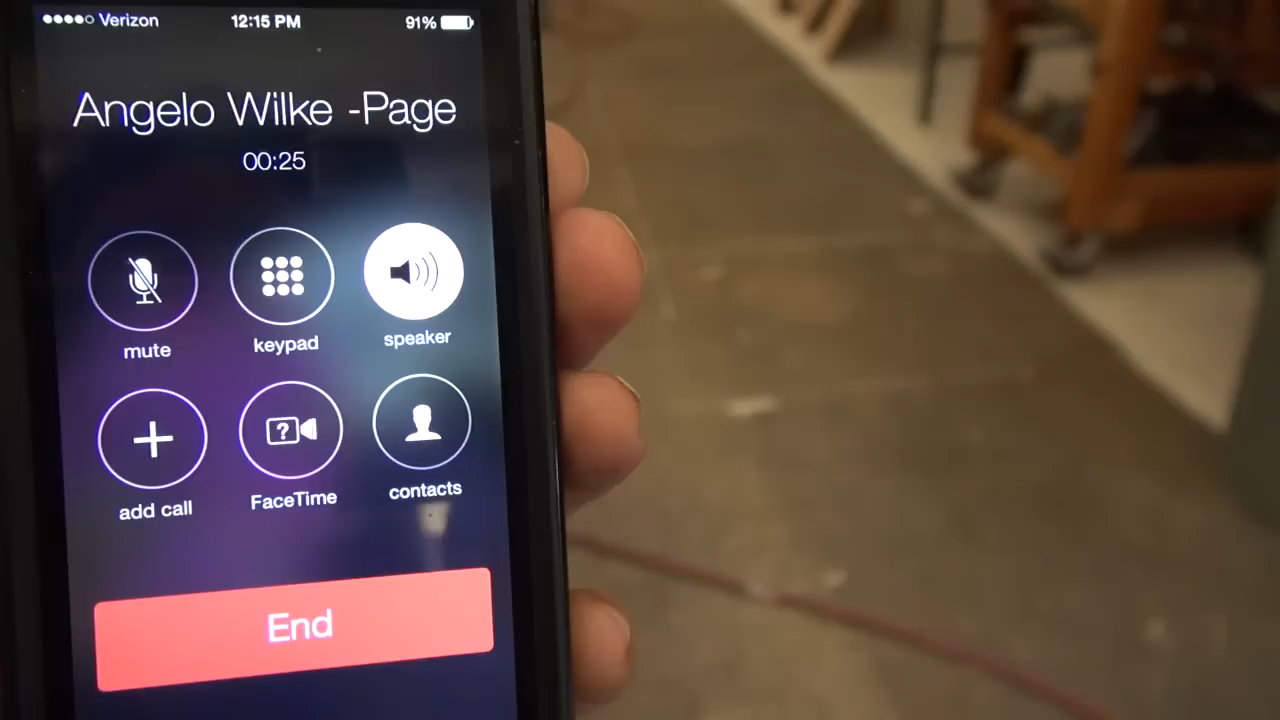 Verizon 12:15 PM 91%
Angelo Wilke -Page
00:25
mute keypad speaker
?
add call FaceTime contacts
End